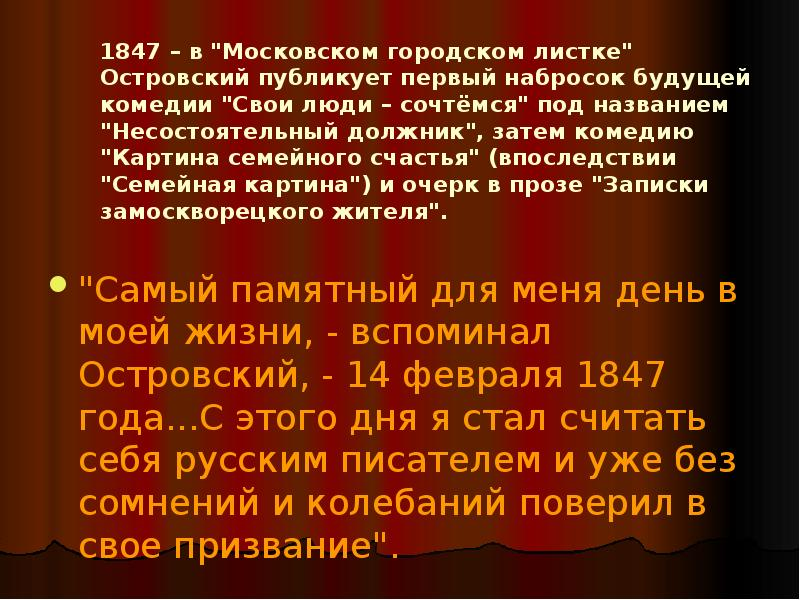 1847 – в "Московском городском листке"
Островский публикует первый набросок будущей
комедии "Свои люди – сочтёмся" под названием
"Несостоятельный должник", затем комедию
"Картина семейного счастья" (впоследствии
"Семейная картина") и очерк в прозе "Записки
замоскворецкого жителя".
"Самый памятный для меня день в
моей жизни, - вспоминал
Островский, - 14 февраля 1847
года...С этого дня я стал считать
себя русским писателем и уже без
сомнений и колебаний поверил в
свое призвание".